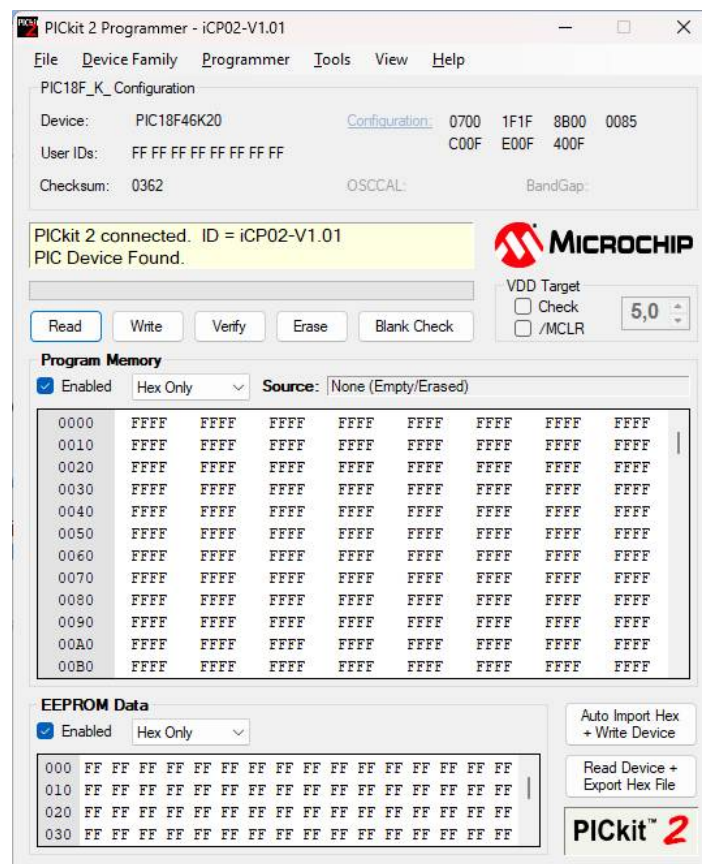 PICkit 2 Programmer - iCP02-V1.01
File Device Family Programmer Tools View Help
PIC18F_K_ Configuration
Device: PIC18F46K20 Configuration: 0700 1F1F 8B00 0085
User IDs: FF FF FF FF FF FF FF FF C00F E00F 400F
Checksum: 0362 OSCCAL: BandGap:
PICkit 2 connected. ID = iCP02-V1.01
PIC Device Found.
MICROCHIP
VDD Target
Check
/MCLR
5,0
Read Write Verify Erase Blank Check
Program Memory
Enabled Hex Only Source: None (Empty/Erased)
0000 FFFF FFFF FFFF FFFF FFFF FFFF FFFF FFFF
0010 FFFF FFFF FFFF FFFF FFFF FFFF FFFF FFFF
0020 FFFF FFFF FFFF FFFF FFFF FFFF FFFF FFFF
0030 FFFF FFFF FFFF FFFF FFFF FFFF FFFF FFFF
0040 FFFF FFFF FFFF FFFF FFFF FFFF FFFF FFFF
0050 FFFF FFFF FFFF FFFF FFFF FFFF FFFF FFFF
0060 FFFF FFFF FFFF FFFF FFFF FFFF FFFF FFFF
0070 FFFF FFFF FFFF FFFF FFFF FFFF FFFF FFFF
0080 FFFF FFFF FFFF FFFF FFFF FFFF FFFF FFFF
0090 FFFF FFFF FFFF FFFF FFFF FFFF FFFF FFFF
00A0 FFFF FFFF FFFF FFFF FFFF FFFF FFFF FFFF
00B0 FFFF FFFF FFFF FFFF FFFF FFFF FFFF FFFF
EEPROM Data
Enabled Hex Only
000 FF FF FF FF FF FF FF FF FF FF FF FF FF FF FF FF
010 FF FF FF FF FF FF FF FF FF FF FF FF FF FF FF FF
020 FF FF FF FF FF FF FF FF FF FF FF FF FF FF FF FF
030 FF FF FF FF FF FF FF FF FF FF FF FF FF FF FF FF
Auto Import Hex
+ Write Device
Read Device +
Export Hex File
PICkit™ 2